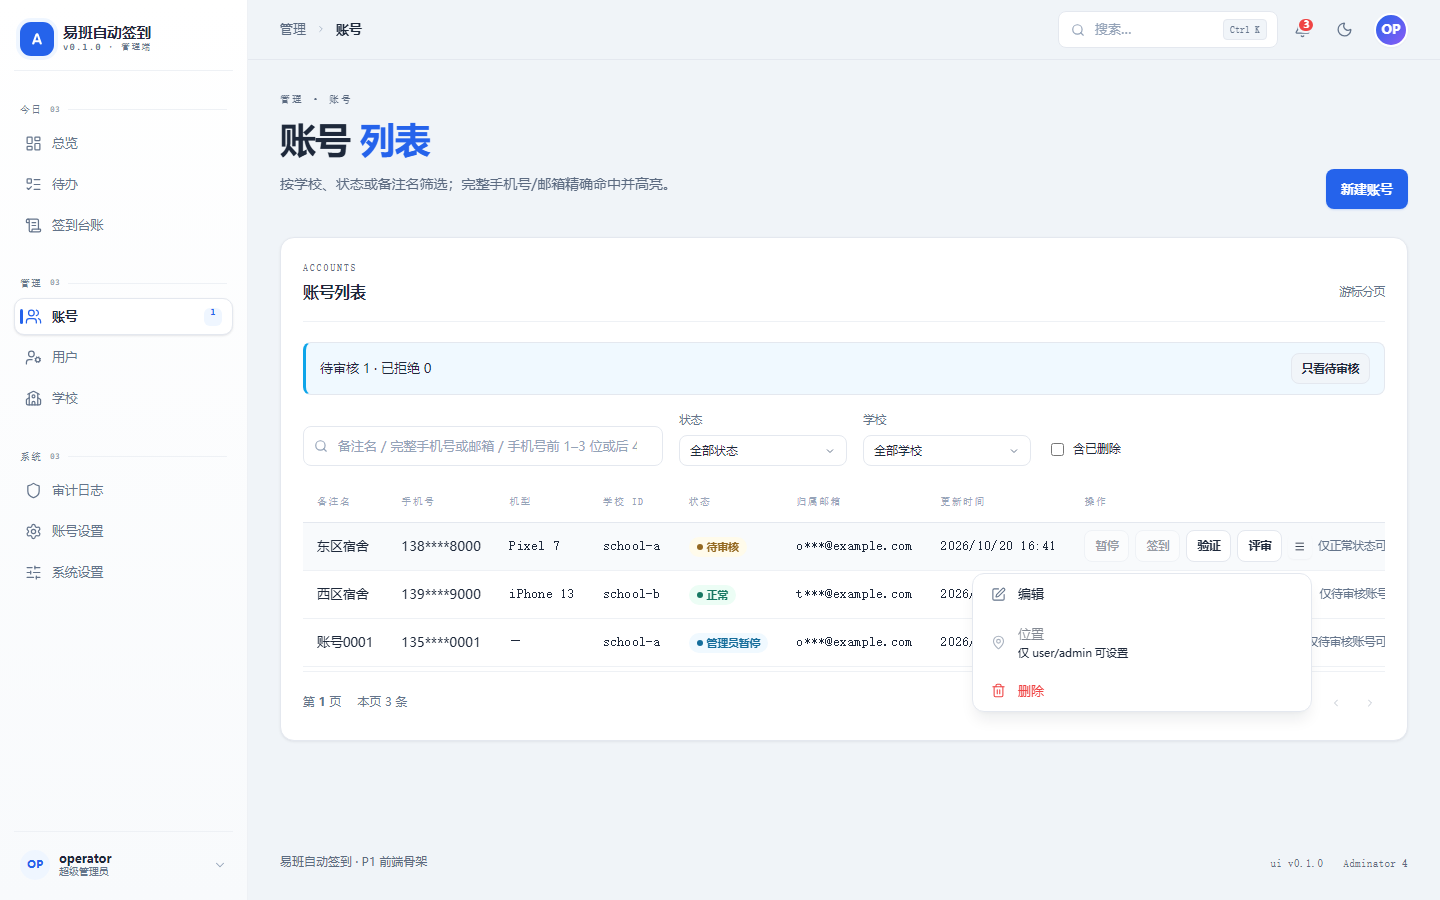 A
易班自动签到
v0.1.0 · 管理端
管理 › 账号
搜索...
Ctrl K
3
OP
今日 03
总览
待办
签到台账
管理 03
账号 1
用户
学校
系统 03
审计日志
账号设置
系统设置
OP
operator
超级管理员
管理 · 账号
账号 列表
按学校、状态或备注名筛选；完整手机号/邮箱精确命中并高亮。
新建账号
ACCOUNTS
账号列表
游标分页
待审核 1 · 已拒绝 0
只看待审核
备注名 / 完整手机号或邮箱 / 手机号前 1–3 位或后
状态
全部状态
学校
全部学校
含已删除
备注名 手机号 机型 学校 ID 状态 归属邮箱 更新时间 操作
东区宿舍 138****8000 Pixel 7 school-a 待审核 o***@example.com 2026/10/20 16:41 暂停 签到 验证 评审 仅正常状态可
西区宿舍 139****9000 iPhone 13 school-b 正常 t***@example.com 2026/ 仅待审核账号
账号0001 135****0001 — school-a 管理员暂停 o***@example.com 2026/ 仅待审核账号可
编辑
位置
仅 user/admin 可设置
删除
第 1 页 本页 3 条
‹ ›
易班自动签到 · P1 前端骨架
ui v0.1.0 Adminator 4